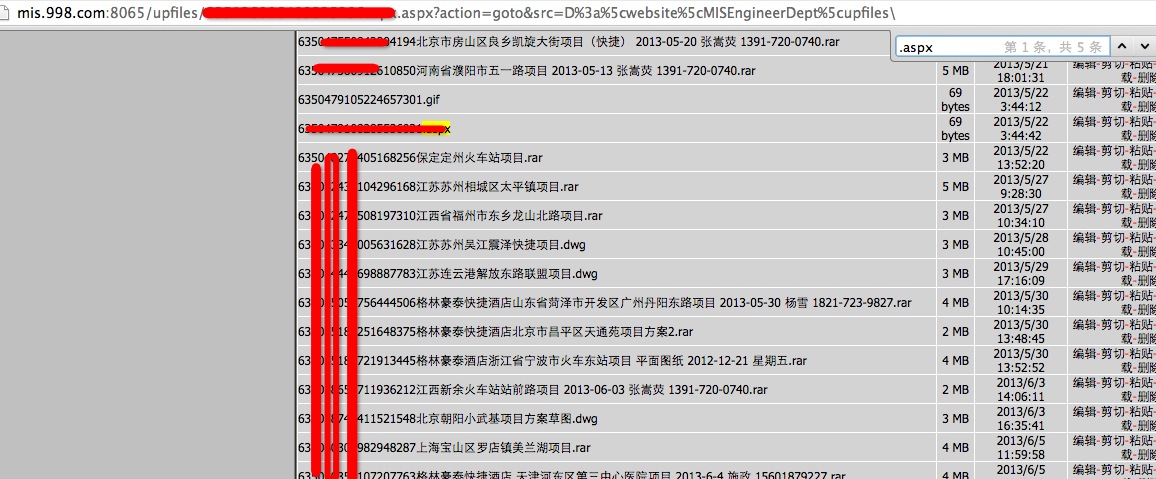 mis.998.com:8065/upfiles/ .aspx?action=goto&src=D%3a%5cwebsite%5cMISEngineerDept%5cupfiles\
.aspx 第 1 条，共 5 条
4194北京市房山区良乡凯旋大街项目（快捷） 2013-05-20 张嵩荧 1391-720-0740.rar
610850河南省濮阳市五一路项目 2013-05-13 张嵩荧 1391-720-0740.rar 5 MB 2013/5/21 编辑-剪切-粘贴-
18:01:31 载-删除
6350479105224657301.gif 69 2013/5/22 编辑-剪切-粘贴-
bytes 3:44:12 载-删除
69 2013/5/22 编辑-剪切-粘贴-
bytes 3:44:42 载-删除
405168256保定定州火车站项目.rar 3 MB 2013/5/22 编辑-剪切-粘贴-
13:52:20 载-删除
104296168江苏苏州相城区太平镇项目.rar 5 MB 2013/5/27 编辑-剪切-粘贴-
9:28:30 载-删除
508197310江西省福州市东乡龙山北路项目.rar 3 MB 2013/5/27 编辑-剪切-粘贴-
10:34:10 载-删除
005631628江苏苏州吴江震泽快捷项目.dwg 3 MB 2013/5/28 编辑-剪切-粘贴-
10:45:00 载-删除
698887783江苏连云港解放东路联盟项目.dwg 3 MB 2013/5/29 编辑-剪切-粘贴-
17:16:09 载-删除
756444506格林豪泰快捷酒店山东省菏泽市开发区广州丹阳东路项目 2013-05-30 杨雪 1821-723-9827.rar 4 MB 2013/5/30 编辑-剪切-粘贴-
10:14:35 载-删除
251648375格林豪泰快捷酒店北京市昌平区天通苑项目方案2.rar 2 MB 2013/5/30 编辑-剪切-粘贴-
13:48:45 载-删除
721913445格林豪泰酒店浙江省宁波市火车东站项目 平面图纸 2012-12-21 星期五.rar 4 MB 2013/5/30 编辑-剪切-粘贴-
13:52:52 载-删除
711936212江西新余火车站站前路项目 2013-06-03 张嵩荧 1391-720-0740.rar 2 MB 2013/6/3 编辑-剪切-粘贴-
14:06:11 载-删除
411521548北京朝阳小武基项目方案草图.dwg 3 MB 2013/6/3 编辑-剪切-粘贴-
16:35:41 载-删除
982948287上海宝山区罗店镇美兰湖项目.rar 4 MB 2013/6/5 编辑-剪切-粘贴-
11:59:58 载-删除
107207763格林豪泰快捷酒店 天津河东区第三中心医院项目 2013-6-4 施政 15601879227.rar 4 MB 2013/6/5 编辑-剪切-粘贴-